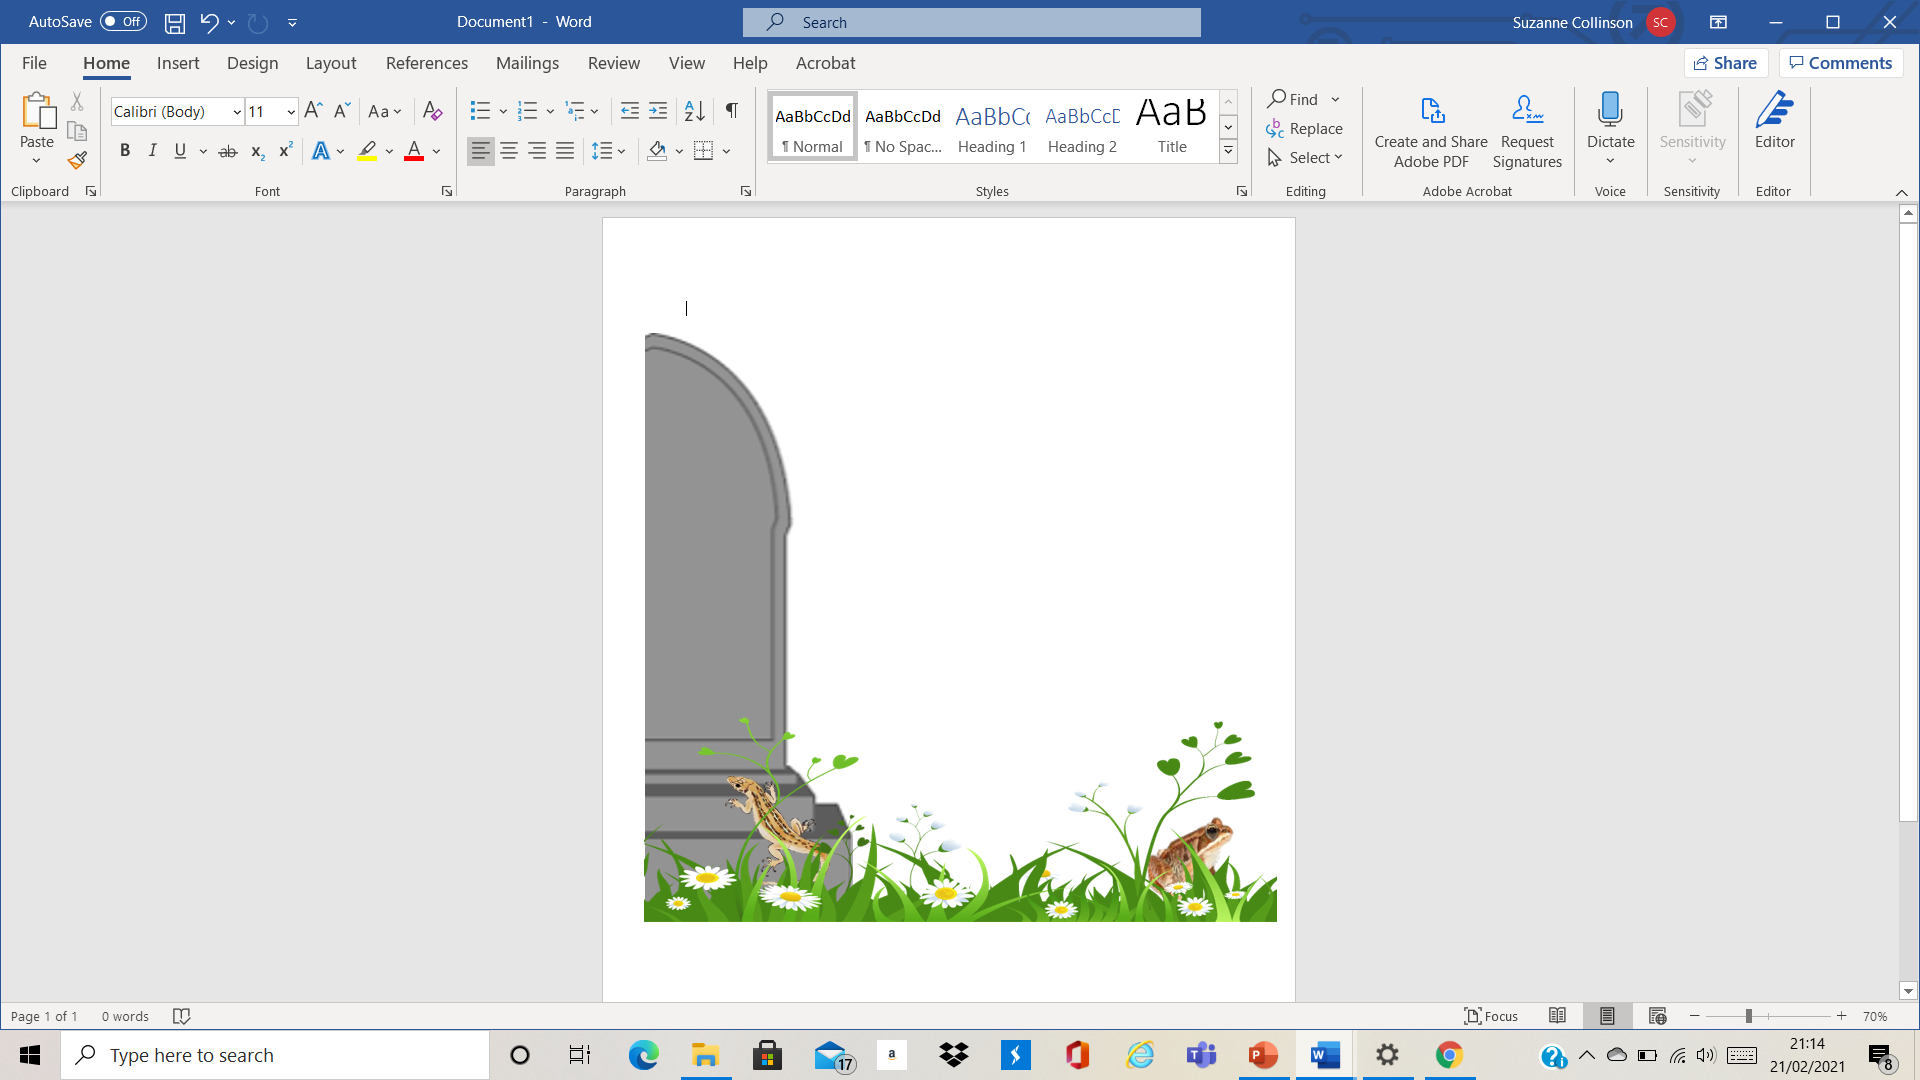 AutoSave Off Document1 - Word Search Suzanne Collinson SC
File Home Insert Design Layout References Mailings Review View Help Acrobat Share Comments
Calibri (Body) 11 Aa AaBbCcDd AaBbCcDd AaBbCc AaBbCcD AaB Find
Paste Create and Share Request Dictate Sensitivity Editor
¶ Normal ¶ No Spac... Heading 1 Heading 2 Title Replace
Adobe PDF Signatures
Select
Clipboard Font Paragraph Styles Editing Adobe Acrobat Voice Sensitivity Editor
Page 1 of 1 0 words Focus 70%
Type here to search 17 a 21:14
21/02/2021 8